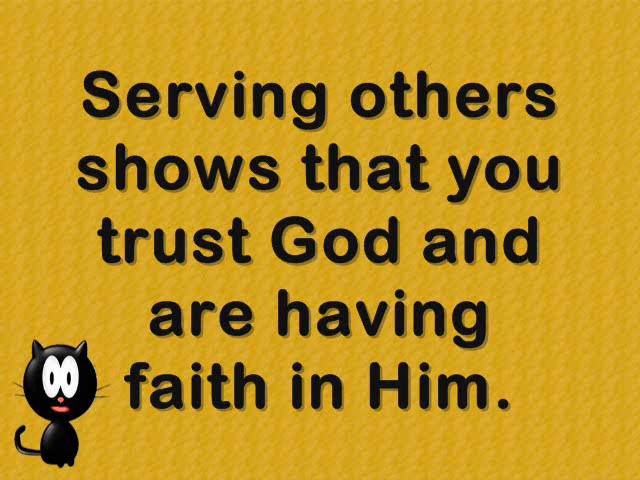 Serving others
shows that you
trust God and
are having
faith in Him.